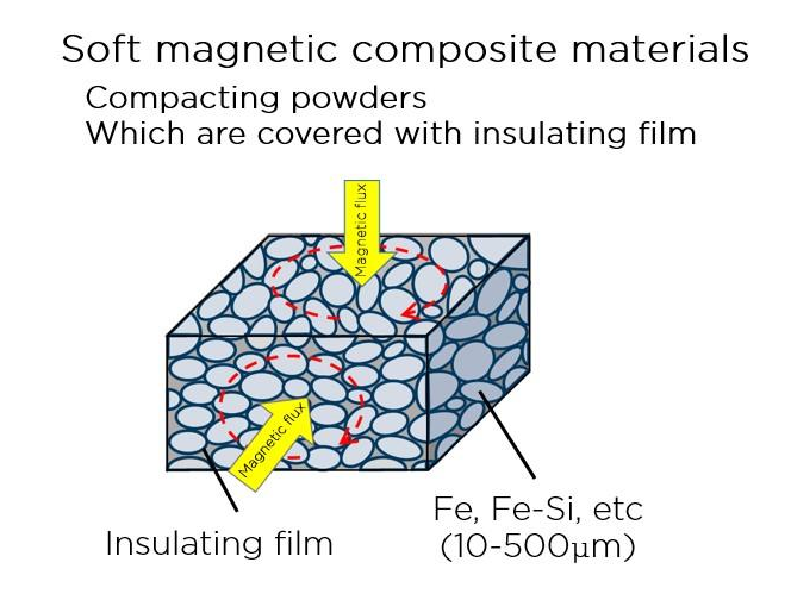 Soft magnetic composite materials
Compacting powders
Which are covered with insulating film
Magnetic flux
Magnetic flux
Insulating film
Fe, Fe-Si, etc
(10-500μm)